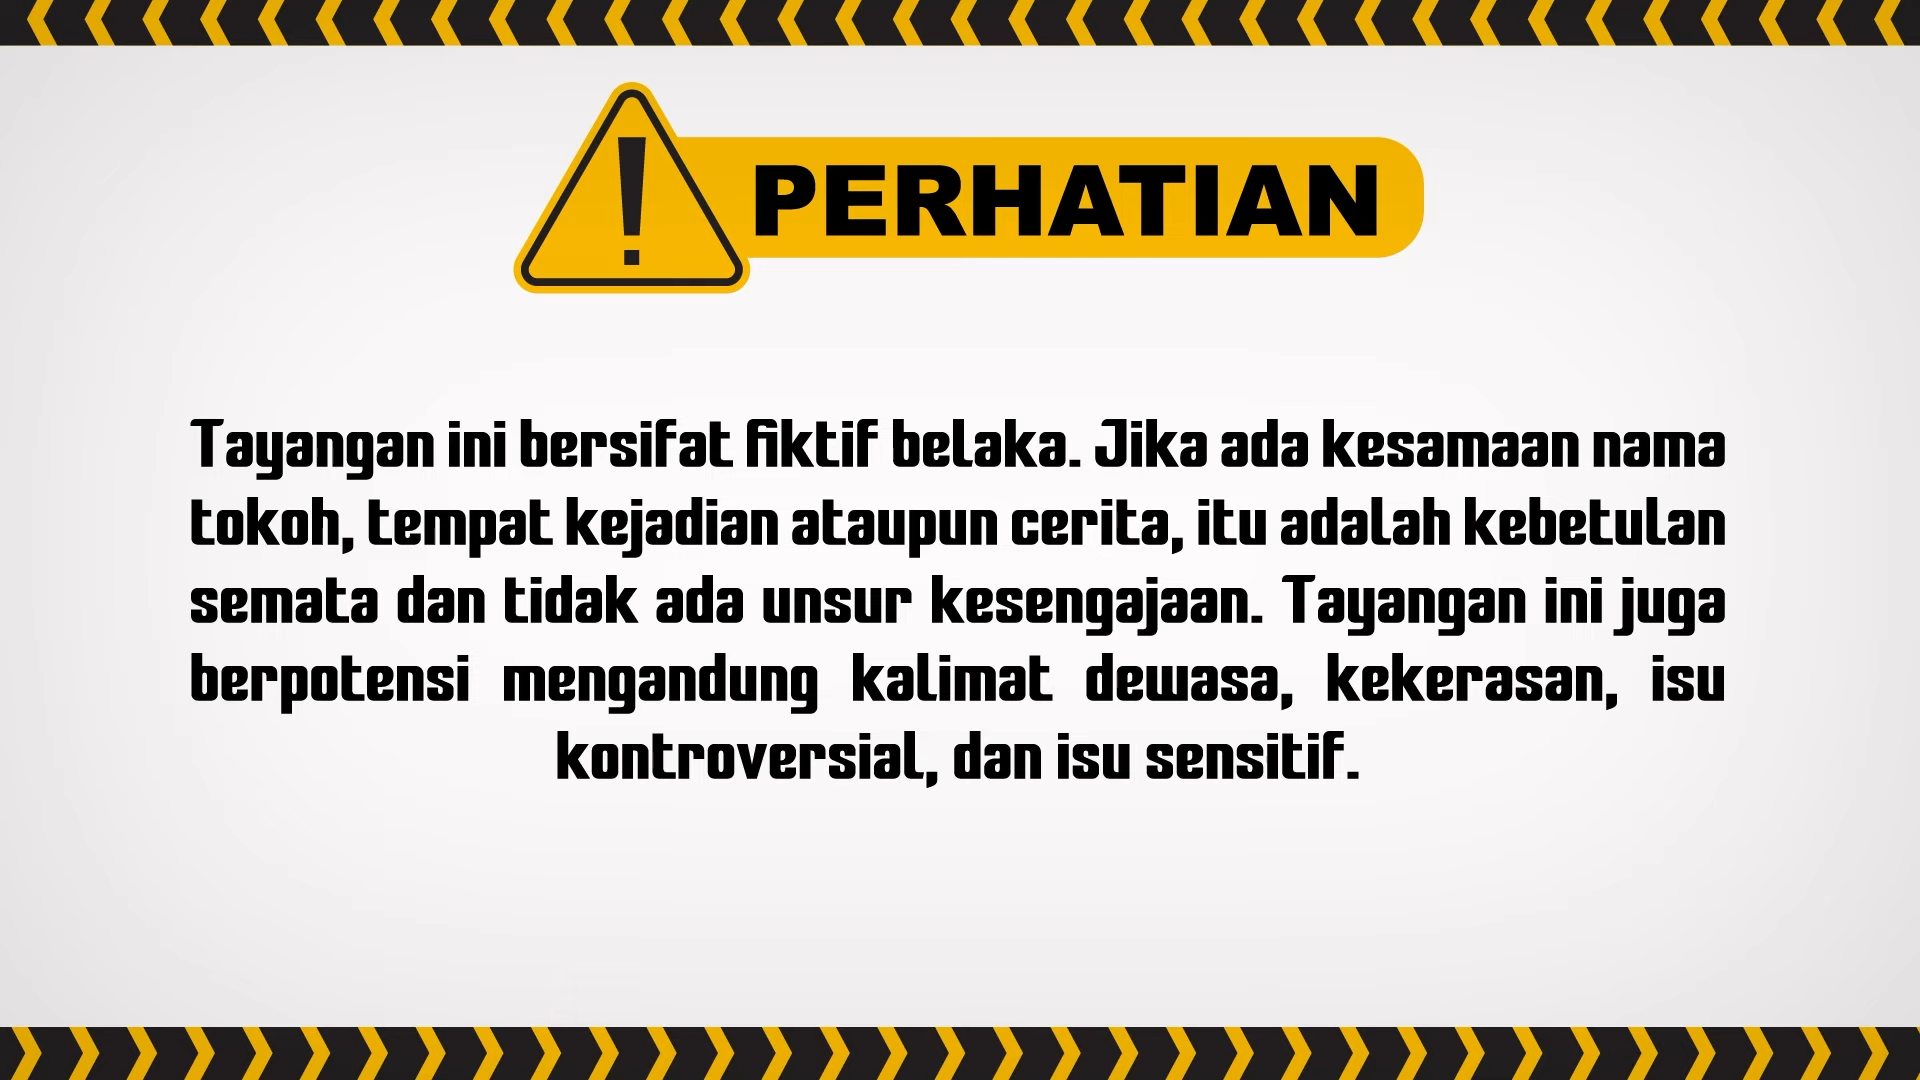 PERHATIAN
Tayangan ini bersifat fiktif belaka. Jika ada kesamaan nama
tokoh, tempat kejadian ataupun cerita, itu adalah kebetulan
semata dan tidak ada unsur kesengajaan. Tayangan ini juga
berpotensi mengandung kalimat dewasa, kekerasan, isu
kontroversial, dan isu sensitif.